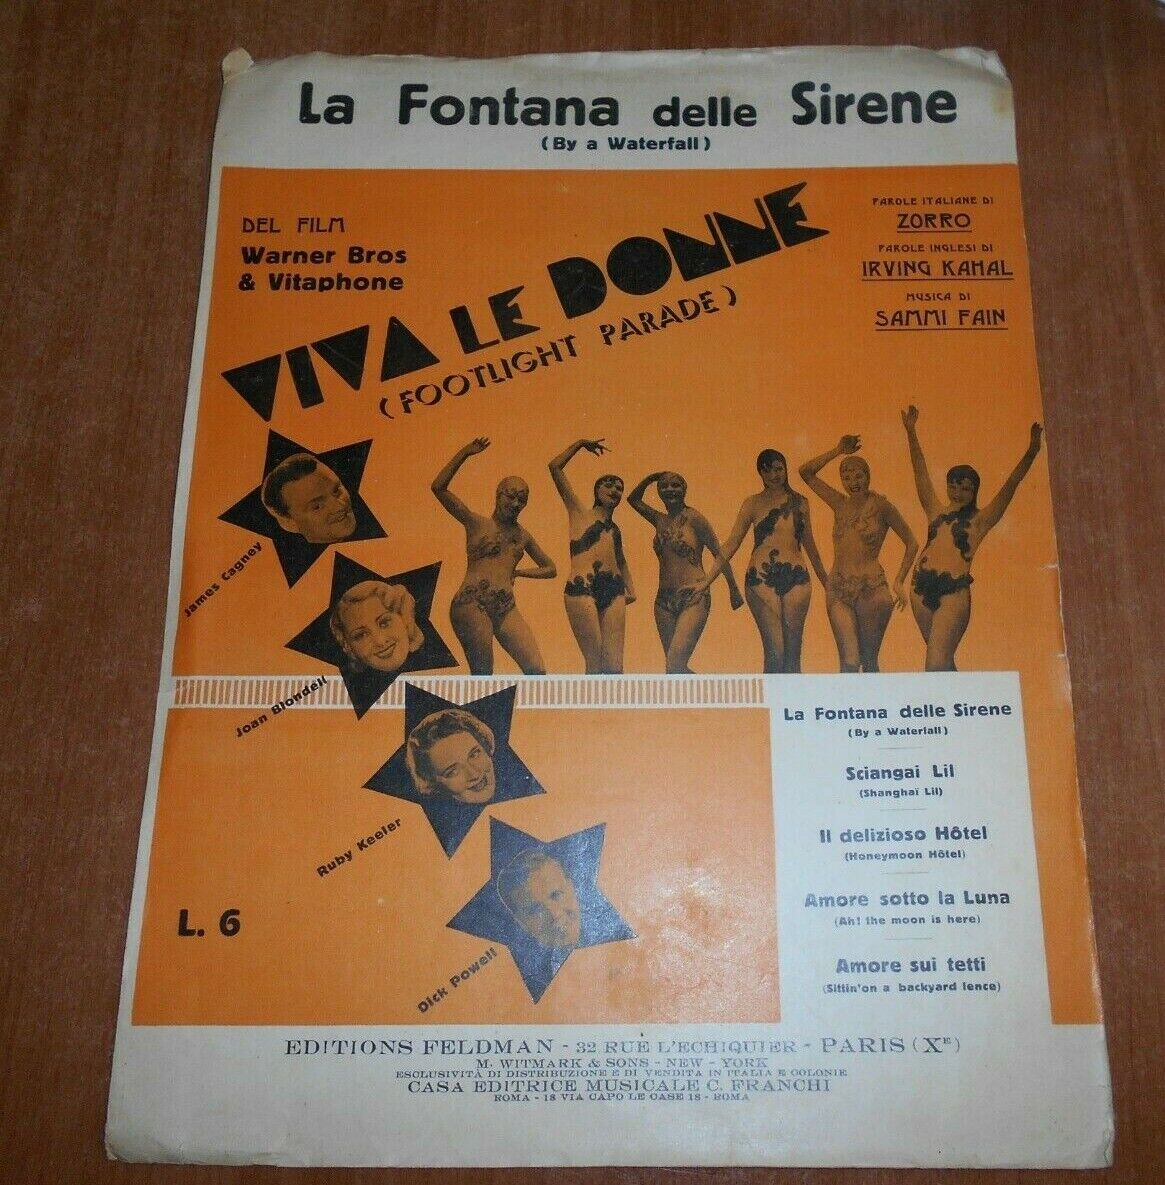 La Fontana delle Sirene
(By a Waterfall)
DEL FILM
Warner Bros
& Vitaphone
VIVA LE DONNE
(FOOTLIGHT PARADE)
PAROLE ITALIANE DI
ZORRO
PAROLE INGLESI DI
IRVING KAHAL
MUSICA DI
SAMMI FAIN
James Cagney
Joan Blondell
Ruby Keeler
Dick Powell
L. 6
La Fontana delle Sirene
(By a Waterfall)
Sciangai Lil
(Shanghaï Lil)
Il delizioso Hôtel
(Honeymoon Hôtel)
Amore sotto la Luna
(Ah! the moon is here)
Amore sui tetti
(Sittin'on a backyard fence)
EDITIONS FELDMAN - 32 RUE L'ECHIQUIER - PARIS (Xᴱ)
M. WITMARK & SONS - NEW - YORK
ESCLUSIVITÀ DI DISTRIBUZIONE E DI VENDITA IN ITALIA E COLONIE
CASA EDITRICE MUSICALE C. FRANCHI
ROMA - 18 VIA CAPO LE CASE 18 - ROMA